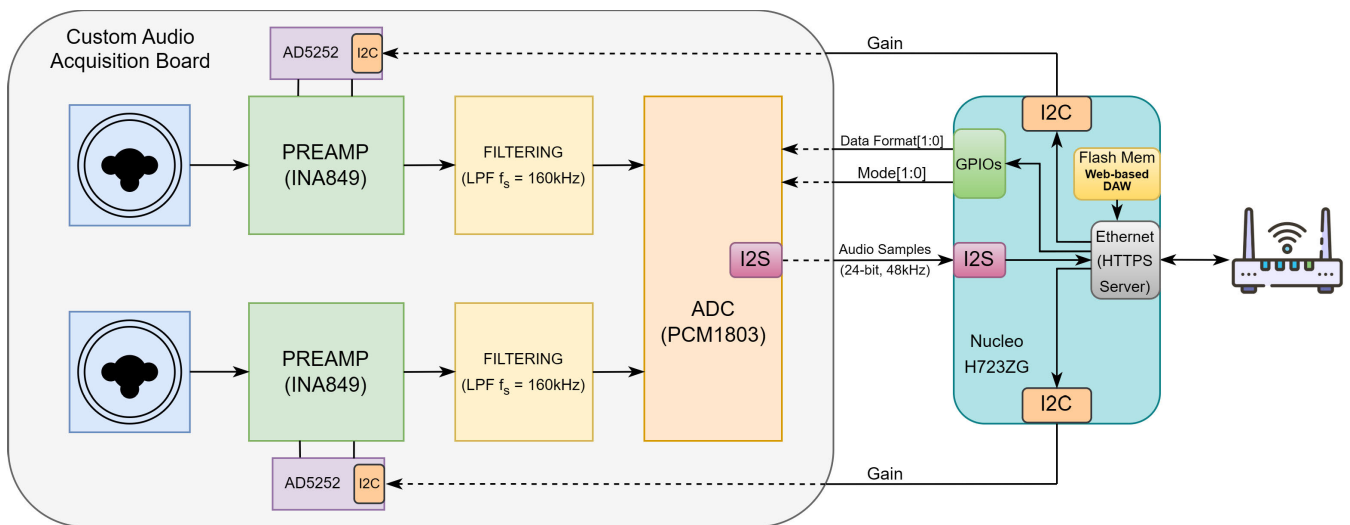 Custom Audio
Acquisition Board
AD5252
I2C
PREAMP
(INA849)
FILTERING
(LPF fs = 160kHz)
PREAMP
(INA849)
AD5252
I2C
FILTERING
(LPF fs = 160kHz)
I2S
ADC
(PCM1803)
Gain
Data Format[1:0]
Mode[1:0]
Audio Samples
(24-bit, 48kHz)
Gain
I2C
GPIOs
Flash Mem
Web-based
DAW
Ethernet
(HTTPS
Server)
I2S
Nucleo
H723ZG
I2C